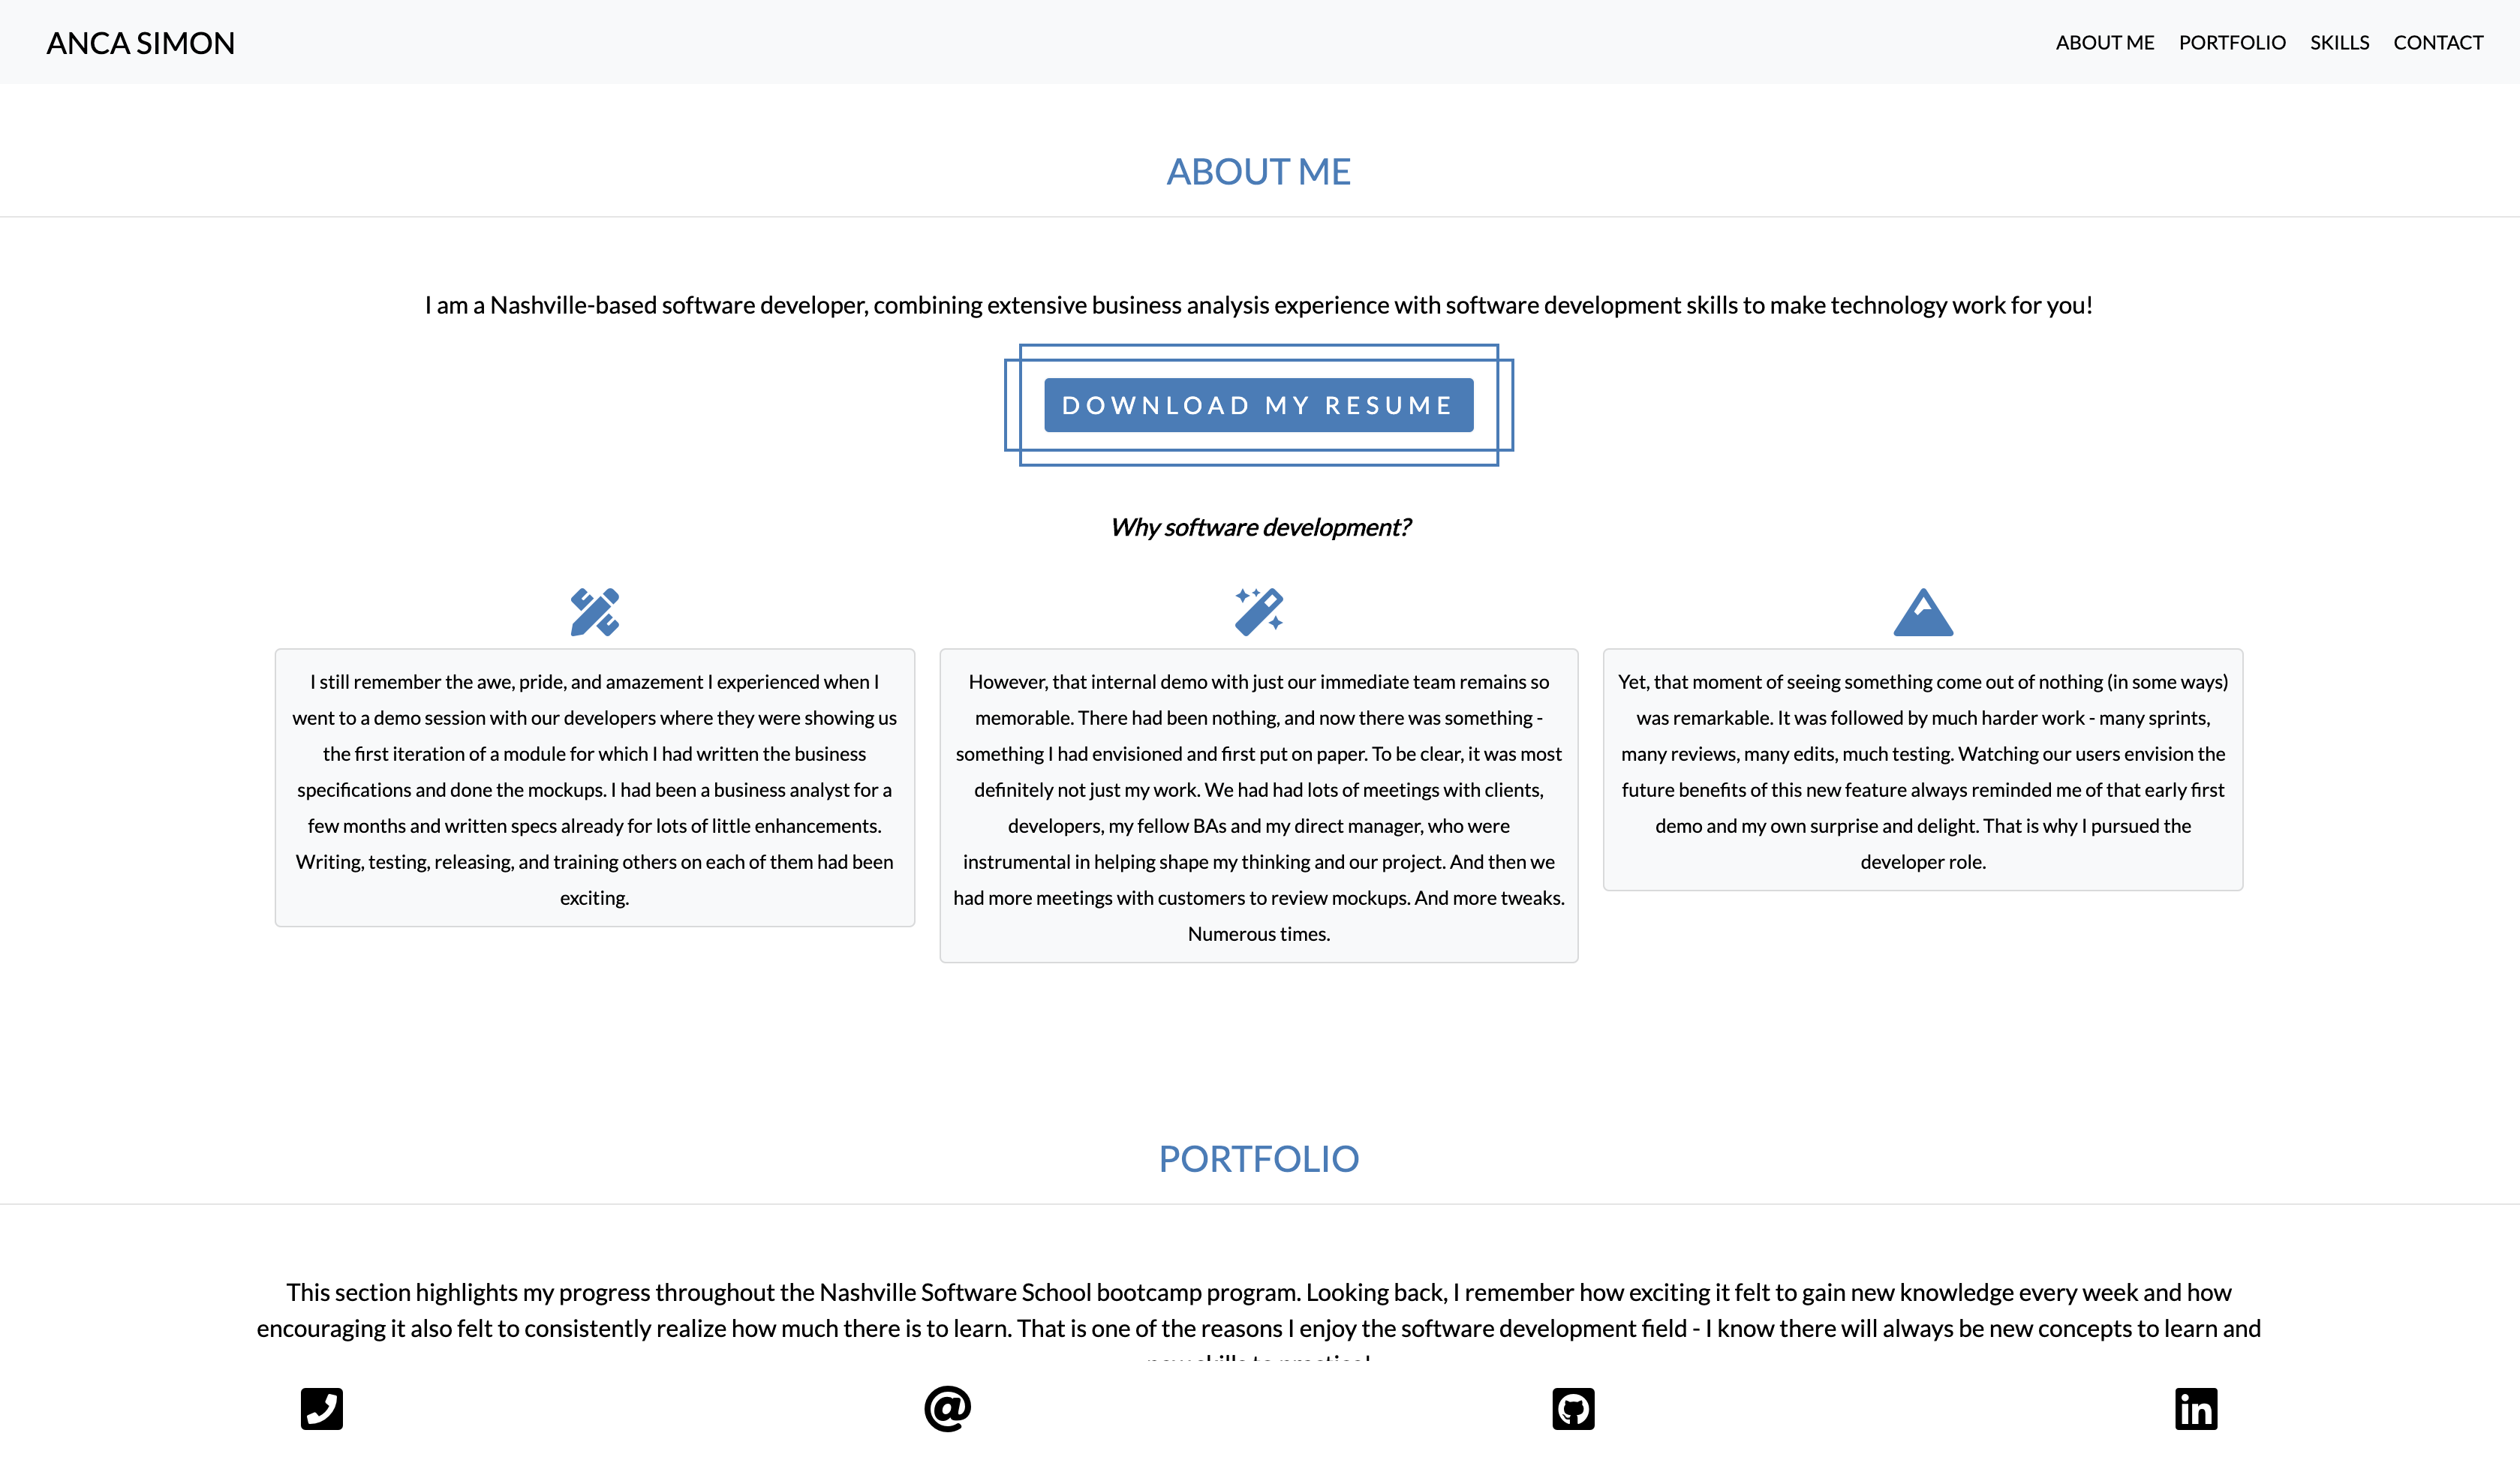 ANCA SIMON
ABOUT ME PORTFOLIO SKILLS CONTACT
ABOUT ME
I am a Nashville-based software developer, combining extensive business analysis experience with software development skills to make technology work for you!
DOWNLOAD MY RESUME
Why software development?
I still remember the awe, pride, and amazement I experienced when I
went to a demo session with our developers where they were showing us
the first iteration of a module for which I had written the business
specifications and done the mockups. I had been a business analyst for a
few months and written specs already for lots of little enhancements.
Writing, testing, releasing, and training others on each of them had been
exciting.
However, that internal demo with just our immediate team remains so
memorable. There had been nothing, and now there was something -
something I had envisioned and first put on paper. To be clear, it was most
definitely not just my work. We had had lots of meetings with clients,
developers, my fellow BAs and my direct manager, who were
instrumental in helping shape my thinking and our project. And then we
had more meetings with customers to review mockups. And more tweaks.
Numerous times.
Yet, that moment of seeing something come out of nothing (in some ways)
was remarkable. It was followed by much harder work - many sprints,
many reviews, many edits, much testing. Watching our users envision the
future benefits of this new feature always reminded me of that early first
demo and my own surprise and delight. That is why I pursued the
developer role.
PORTFOLIO
This section highlights my progress throughout the Nashville Software School bootcamp program. Looking back, I remember how exciting it felt to gain new knowledge every week and how
encouraging it also felt to consistently realize how much there is to learn. That is one of the reasons I enjoy the software development field - I know there will always be new concepts to learn and